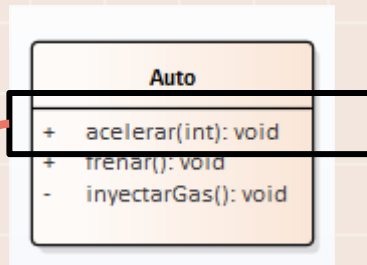 Auto
+ acelerar(int): void
+ frenar(): void
- inyectarGas(): void